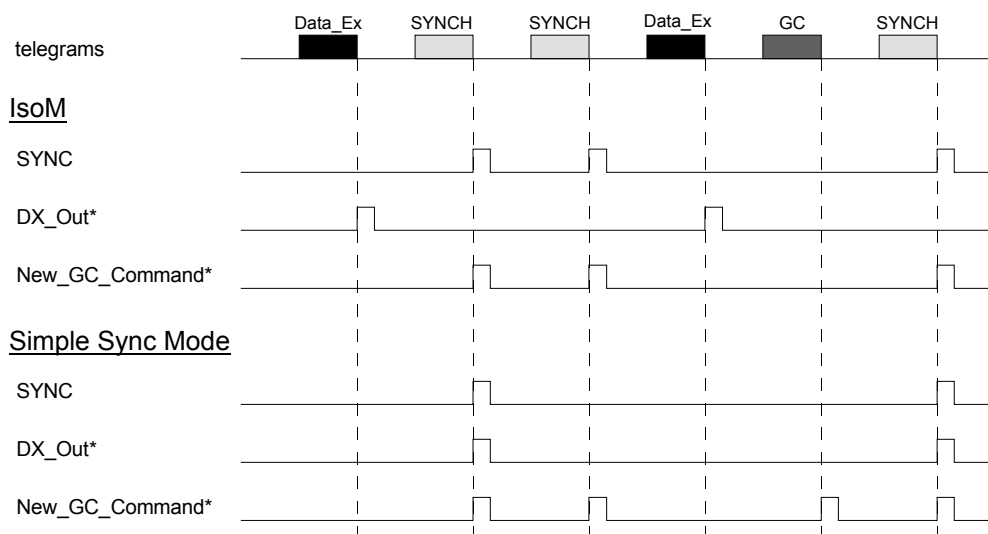 Data_Ex SYNCH SYNCH Data_Ex GC SYNCH
telegrams
IsoM
SYNC
DX_Out*
New_GC_Command*
Simple Sync Mode
SYNC
DX_Out*
New_GC_Command*